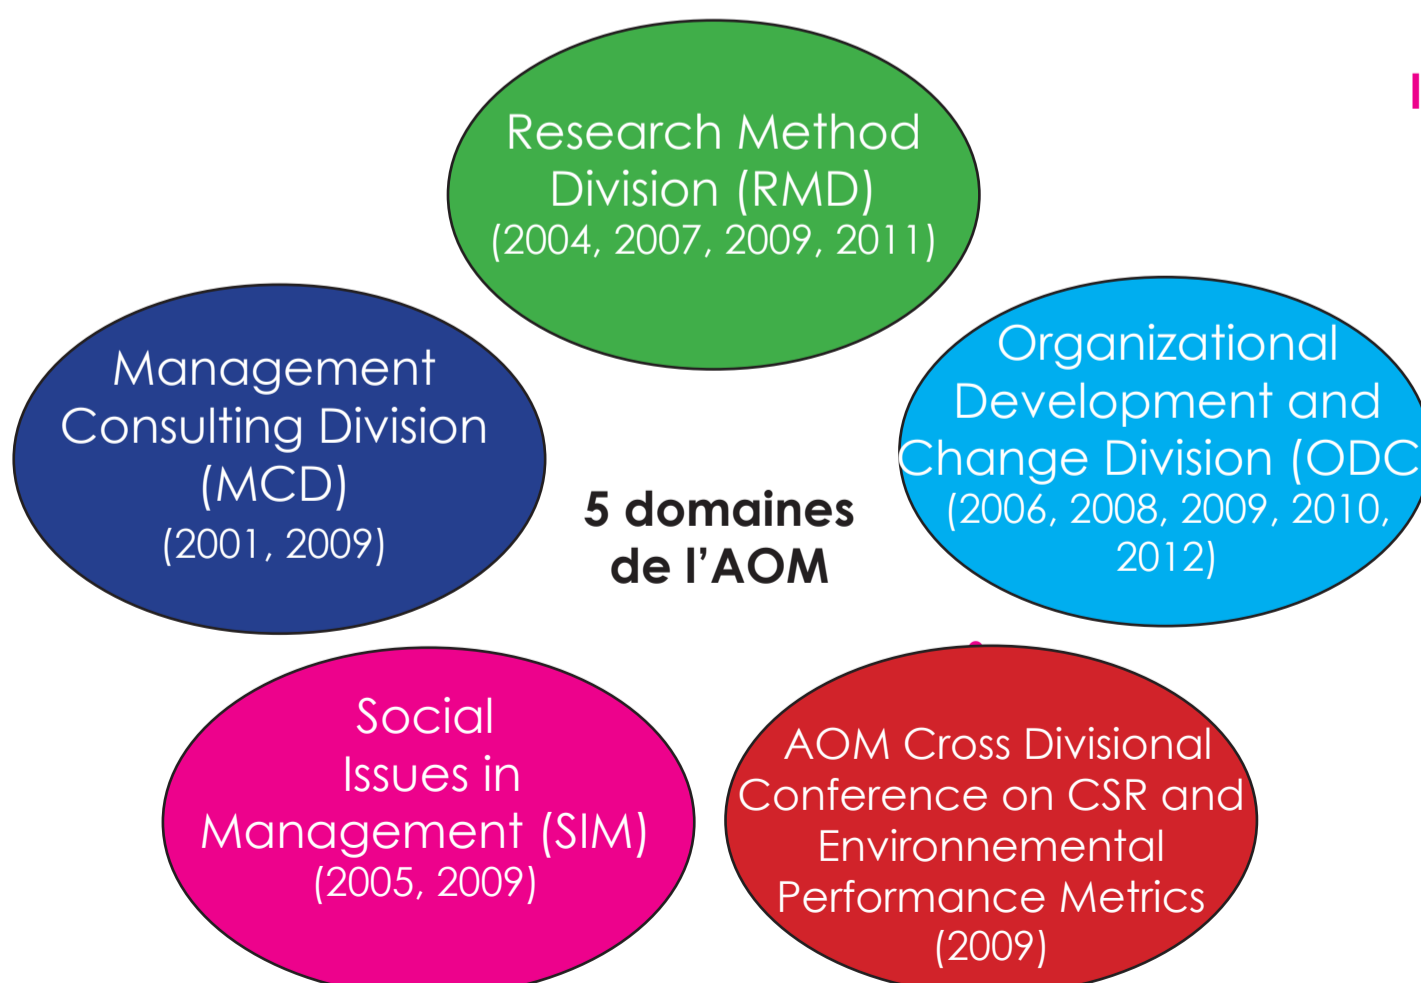 Research Method
Division (RMD)
(2004, 2007, 2009, 2011)
Management
Consulting Division
(MCD)
(2001, 2009)
Organizational
Development and
Change Division (ODC
(2006, 2008, 2009, 2010,
2012)
5 domaines
de l’AOM
Social
Issues in
Management (SIM)
(2005, 2009)
AOM Cross Divisional
Conference on CSR and
Environnemental
Performance Metrics
(2009)